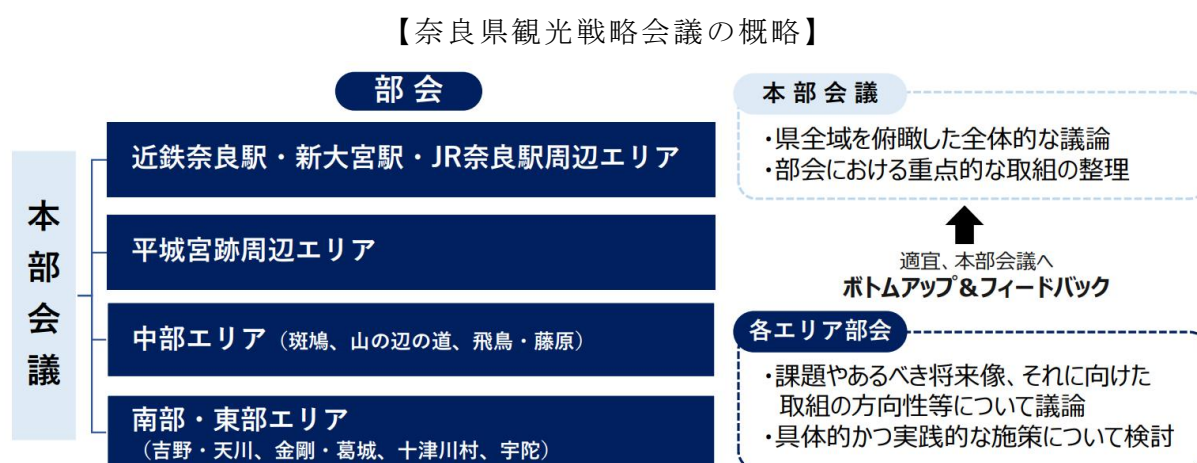 【奈良県観光戦略会議の概略】
部会
本部会議
近鉄奈良駅・新大宮駅・JR奈良駅周辺エリア
平城宮跡周辺エリア
中部エリア（斑鳩、山の辺の道、飛鳥・藤原）
南部・東部エリア
（吉野・天川、金剛・葛城、十津川村、宇陀）
本部会議
・県全域を俯瞰した全体的な議論
・部会における重点的な取組の整理
適宜、本部会議へ
ボトムアップ&フィードバック
各エリア部会
・課題やあるべき将来像、それに向けた
取組の方向性等について議論
・具体的かつ実践的な施策について検討